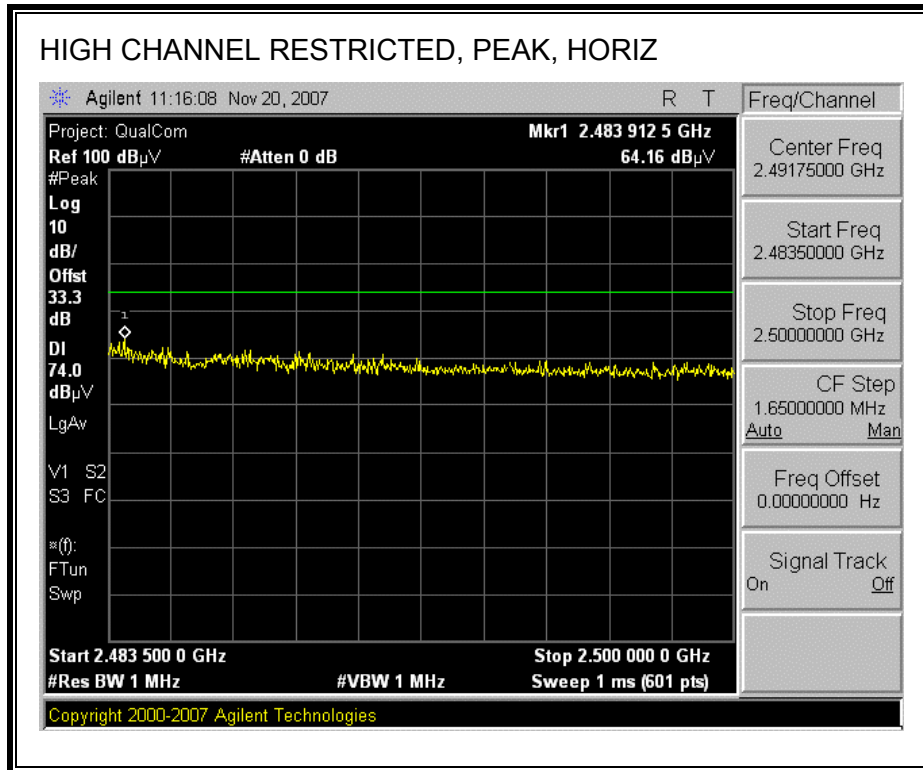 HIGH CHANNEL RESTRICTED, PEAK, HORIZ
Agilent 11:16:08 Nov 20, 2007 R T
Project: QualCom Mkr1 2.483 912 5 GHz
Ref 100 dBµV #Atten 0 dB 64.16 dBµV
#Peak
Log
10
dB/
Offst
33.3
dB
DI
74.0
dBµV
LgAv
V1 S2
S3 FC
¤(f):
FTun
Swp
1
Start 2.483 500 0 GHz Stop 2.500 000 0 GHz
#Res BW 1 MHz #VBW 1 MHz Sweep 1 ms (601 pts)
Copyright 2000-2007 Agilent Technologies
Freq/Channel
Center Freq
2.49175000 GHz
Start Freq
2.48350000 GHz
Stop Freq
2.50000000 GHz
CF Step
1.65000000 MHz
Auto Man
Freq Offset
0.00000000 Hz
Signal Track
On Off